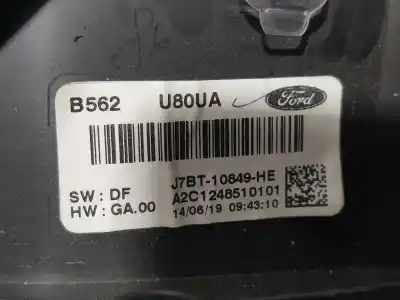 B562 U80UA Ford
J7BT-10849-HE
SW : DF A2C1248510101
HW : GA.00 14/06/19 09:43:10